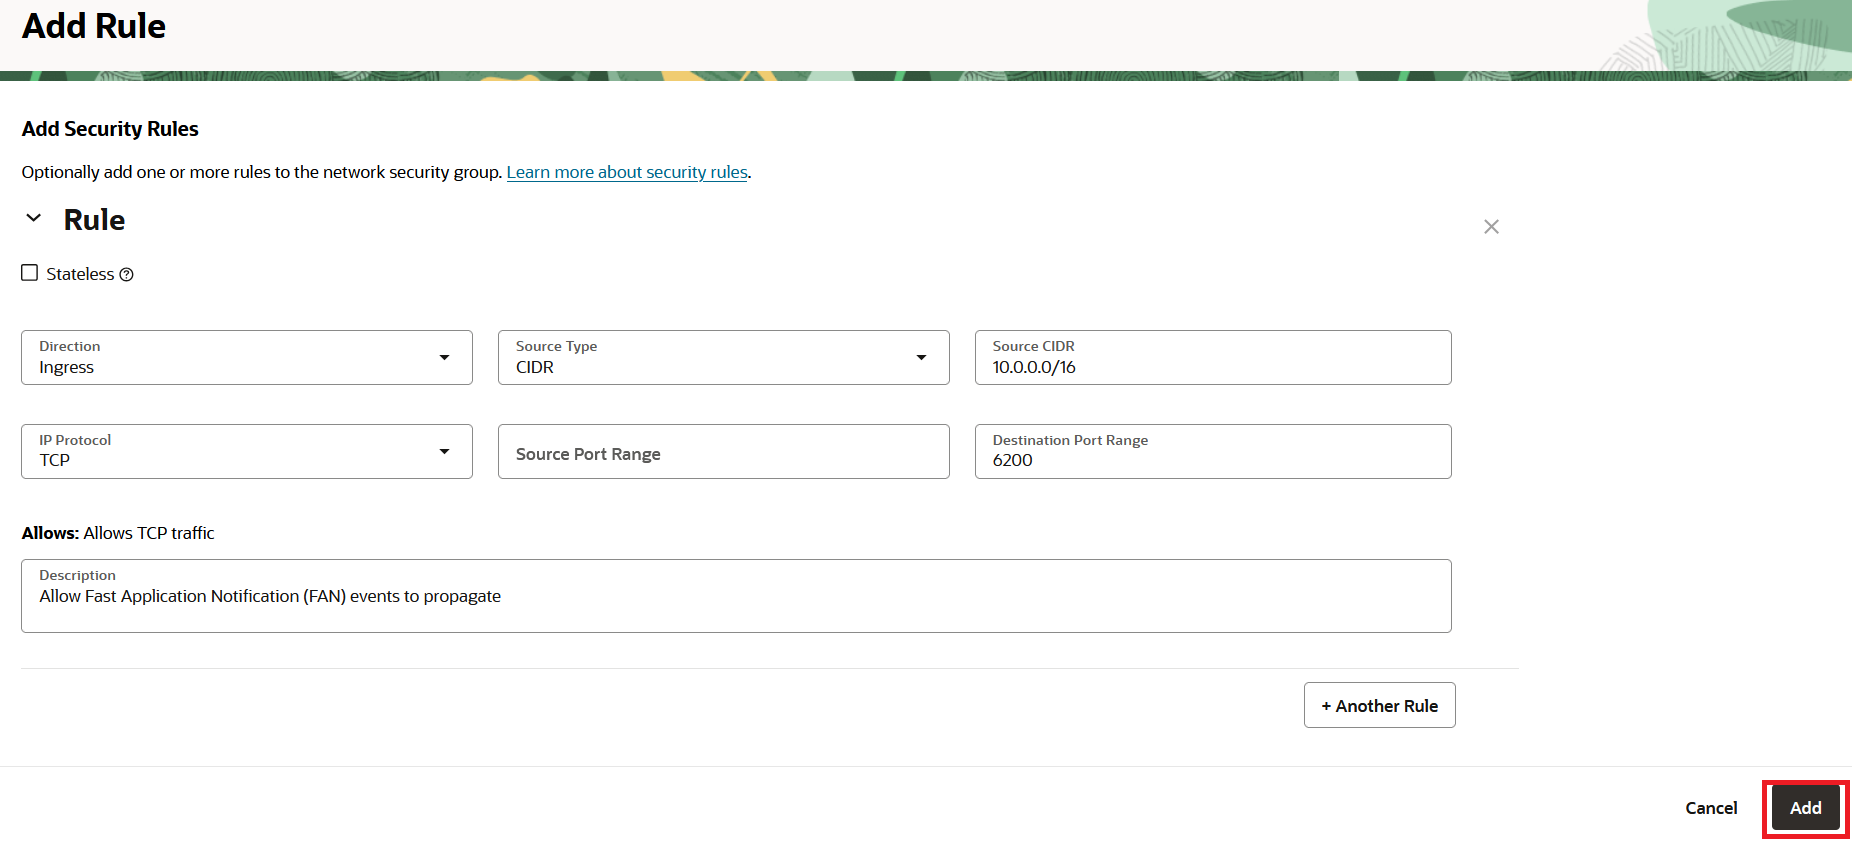 Add Rule
Add Security Rules
Optionally add one or more rules to the network security group. Learn more about security rules.
Rule
Stateless
Direction
Ingress
Source Type
CIDR
Source CIDR
10.0.0.0/16
IP Protocol
TCP
Source Port Range
Destination Port Range
6200
Allows: Allows TCP traffic
Description
Allow Fast Application Notification (FAN) events to propagate
+ Another Rule
Cancel
Add